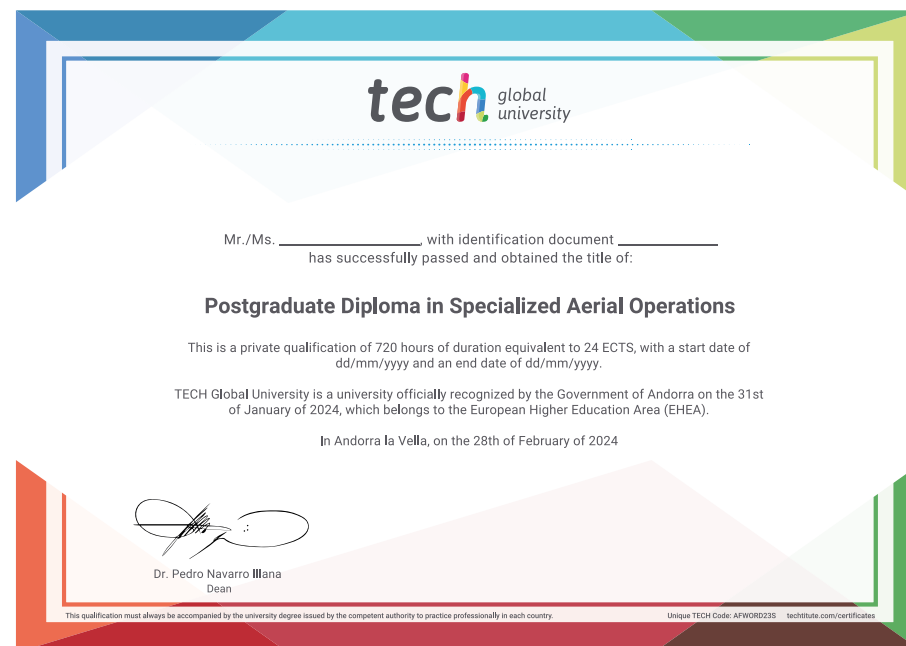 tech global university
Mr./Ms. ____________________, with identification document ______________
has successfully passed and obtained the title of:
Postgraduate Diploma in Specialized Aerial Operations
This is a private qualification of 720 hours of duration equivalent to 24 ECTS, with a start date of
dd/mm/yyyy and an end date of dd/mm/yyyy.
TECH Global University is a university officially recognized by the Government of Andorra on the 31st
of January of 2024, which belongs to the European Higher Education Area (EHEA).
In Andorra la Vella, on the 28th of February of 2024
Dr. Pedro Navarro Illana
Dean
This qualification must always be accompanied by the university degree issued by the competent authority to practice professionally in each country.
Unique TECH Code: AFWORD23S techtitute.com/certificates